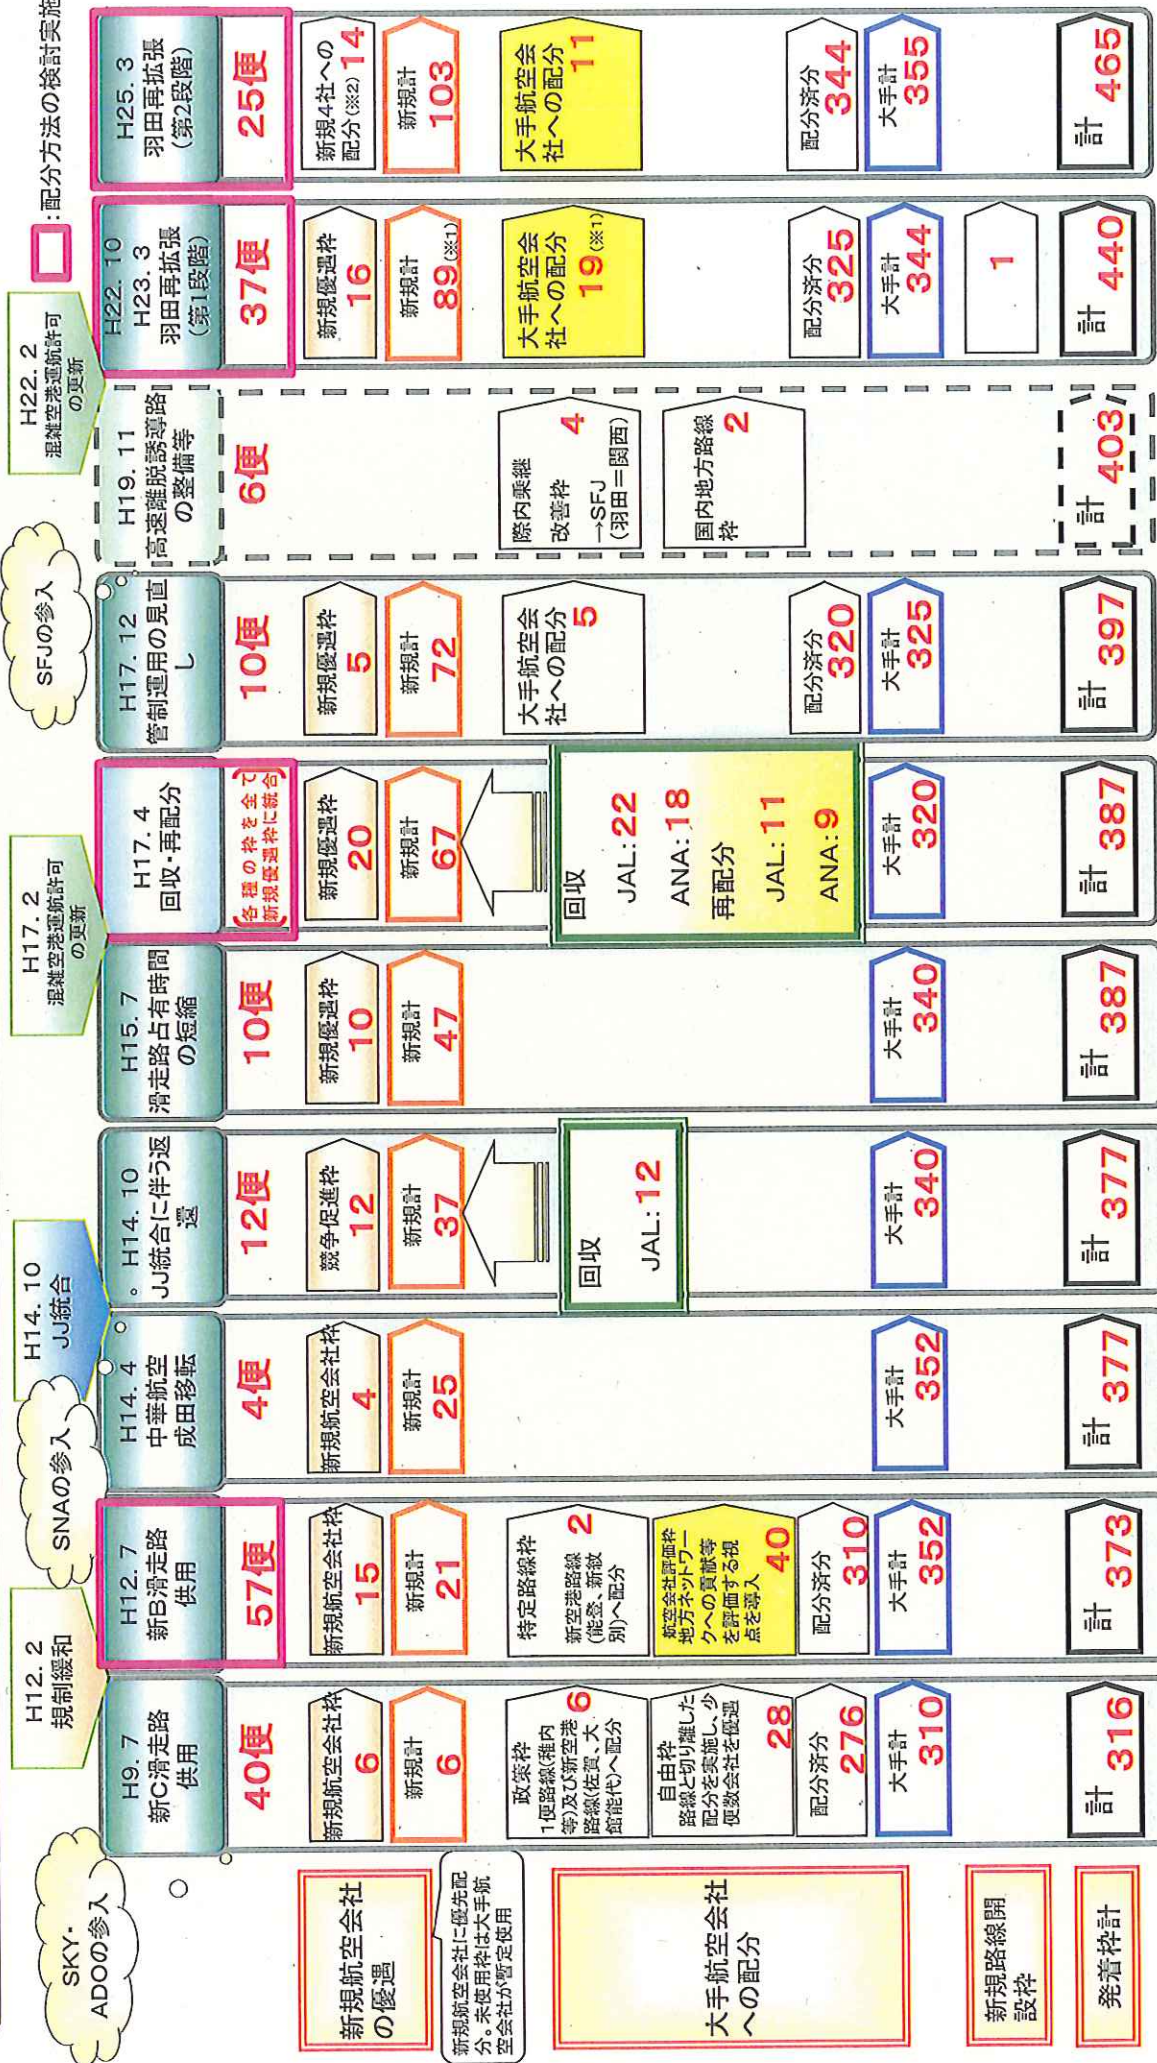 :配分方法の検討実施
SKY・
ADOの参入
H12. 2
規制緩和
SNAの参入
H14. 10
JJ統合
H17. 2
混雑空港運航許可
の更新
SFJの参入
H22. 2
混雑空港運航許可
の更新
新規航空会社
の優遇
新規航空会社に優先配
分。未使用枠は大手航
空会社が暫定使用
大手航空会社
への配分
新規路線開
設枠
発着枠計
H9. 7
新C滑走路
供用
40便
新規航空会社枠
6
新規計
6
政策枠
1便路線(稚内
等)及び新空港
路線(佐賀、大
館能代)へ配分
6
自由枠
路線と切り離した
配分を実施し、少
便数会社を優遇
28
配分済分
276
大手計
310
計 316
H12. 7
新B滑走路
供用
57便
新規航空会社枠
15
新規計
21
特定路線枠
新空港路線
(能登、新紋
別)へ配分
2
航空会社評価枠
地方ネットワー
クへの貢献等
を評価する視
点を導入
40
配分済分
310
大手計
352
計 373
H14. 4
中華航空
成田移転
4便
新規航空会社枠
4
新規計
25
大手計
352
計 377
H14. 10
JJ統合に伴う返
還
12便
競争促進枠
12
新規計
37
回収
JAL:12
大手計
340
計 377
H15. 7
滑走路占有時間
の短縮
10便
新規優遇枠
10
新規計
47
大手計
340
計 387
H17. 4
回収・再配分
各種の枠を全て
新規優遇枠に統合
新規優遇枠
20
新規計
67
回収
JAL:22
ANA:18
再配分
JAL:11
ANA:9
大手計
320
計 387
H17. 12
管制運用の見直
し
10便
新規優遇枠
5
新規計
72
大手航空会
社への配分
5
配分済分
320
大手計
325
計 397
H19. 11
高速離脱誘導路
の整備等
6便
際内乗継
改善枠 4
→SFJ
(羽田=関西)
国内地方路線
枠 2
計 403
H22. 10
H23. 3
羽田再拡張
(第1段階)
37便
新規優遇枠
16
新規計
89(※1)
大手航空会
社への配分
19(※1)
配分済分
325
大手計
344
1
計 440
H25. 3
羽田再拡張
(第2段階)
25便
新規4社への
配分(※2) 14
新規計
103
大手航空会
社への配分
11
配分済分
344
大手計
355
計 465